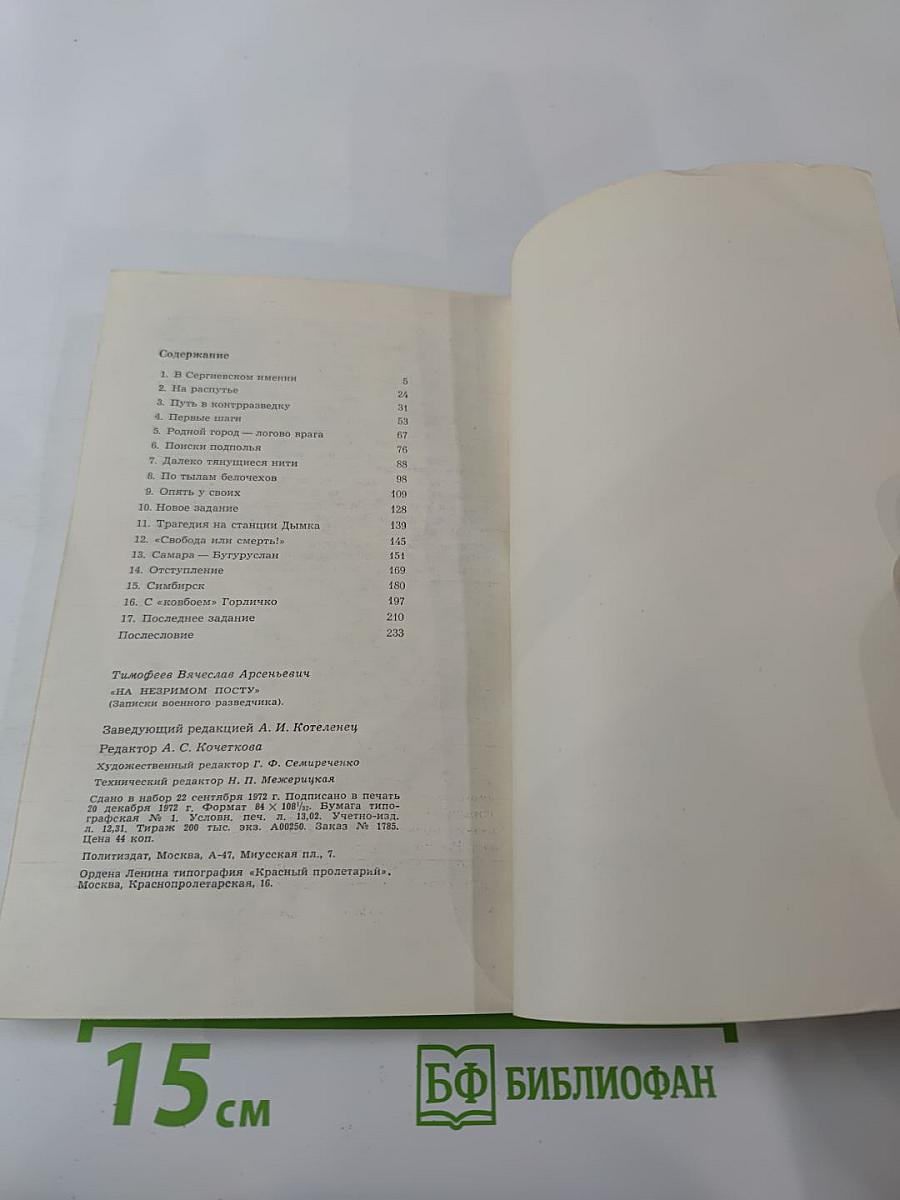 Содержание
1. В Сергиевском имении 5
2. На распутье 24
3. Путь в контрразведку 31
4. Первые шаги 53
5. Родной город — логово врага 67
6. Поиски подполья 76
7. Далеко тянущиеся нити 88
8. По тылам белочехов 98
9. Опять у своих 109
10. Новое задание 128
11. Трагедия на станции Дымка 139
12. «Свобода или смерть!» 145
13. Самара — Бугуруслан 151
14. Отступление 169
15. Симбирск 180
16. С «ковбоем» Горличко 197
17. Последнее задание 210
Послесловие 233
Тимофеев Вячеслав Арсеньевич
«НА НЕЗРИМОМ ПОСТУ»
(Записки военного разведчика).
Заведующий редакцией А. И. Котеленец
Редактор А. С. Кочеткова
Художественный редактор Г. Ф. Семиреченко
Технический редактор Н. П. Межерицкая
Сдано в набор 22 сентября 1972 г. Подписано в печать
20 декабря 1972 г. Формат 84 × 108¹/₃₂. Бумага типо-
графская № 1. Условн. печ. л. 13,02. Учетно-изд.
л. 12,31. Тираж 200 тыс. экз. А00250. Заказ № 1785.
Цена 44 коп.
Политиздат, Москва, А-47, Миусская пл., 7.
Ордена Ленина типография «Красный пролетарий».
Москва, Краснопролетарская, 16.
15 см
БФ БИБЛИОФАН